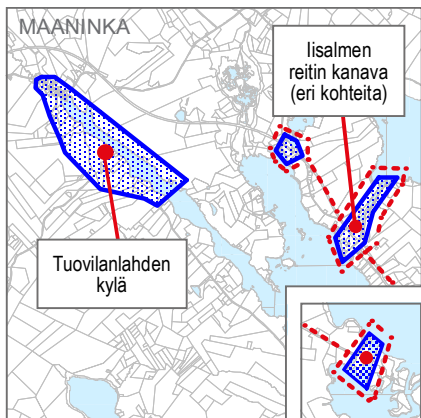 MAANINKA
Iisalmen
reitin kanava
(eri kohteita)
Tuovilanlahden
kylä